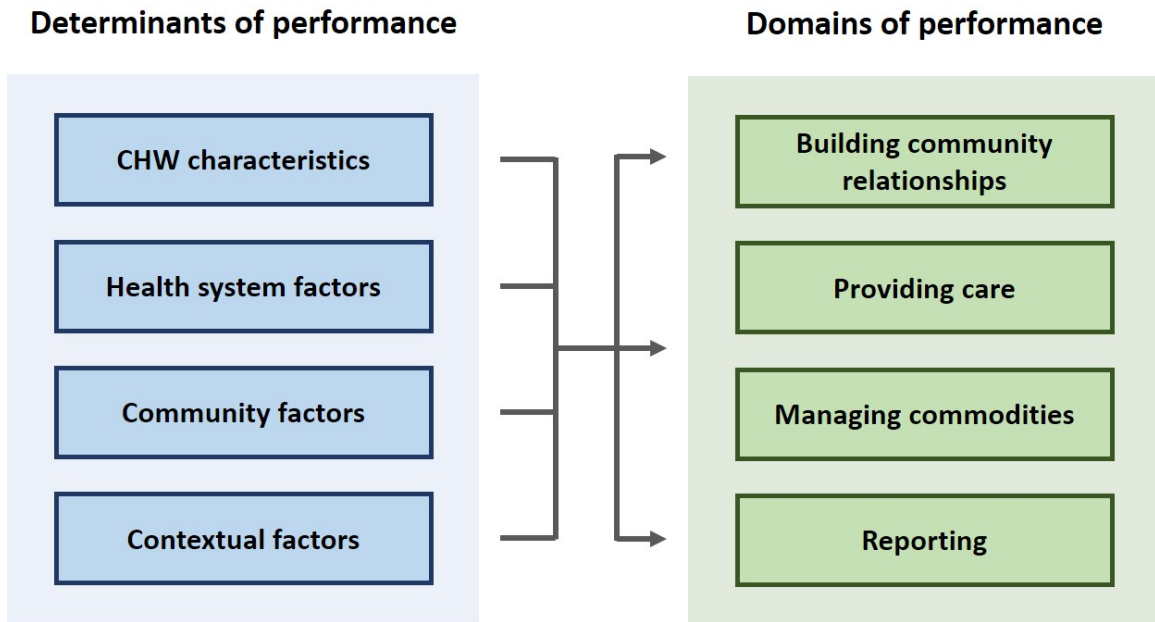 Determinants of performance
Domains of performance
CHW characteristics
Health system factors
Community factors
Contextual factors
Building community
relationships
Providing care
Managing commodities
Reporting